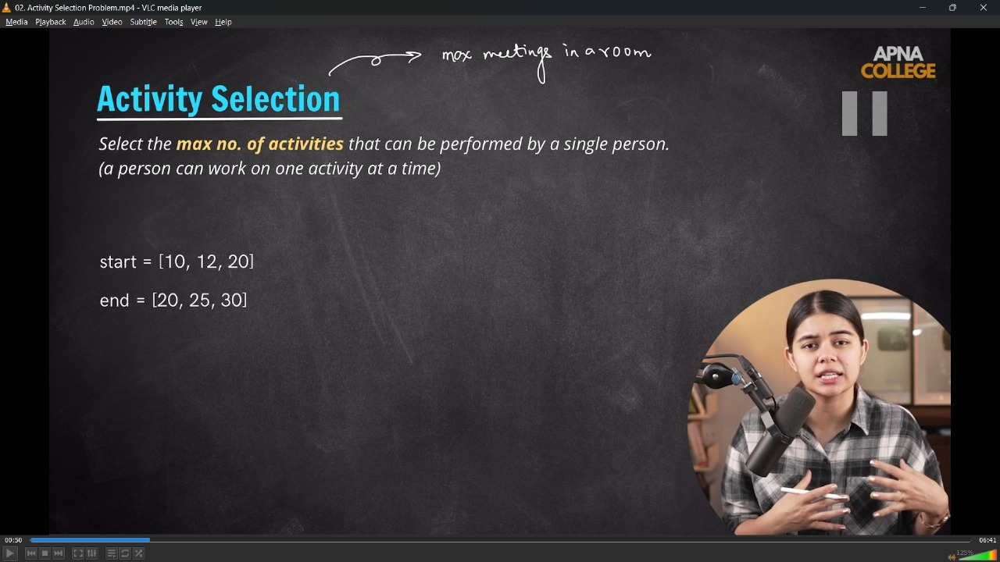 02. Activity Selection Problem.mp4 - VLC media player
Media Playback Audio Video Subtitle Tools View Help
max meetings in a room
APNA
COLLEGE
Activity Selection
Select the max no. of activities that can be performed by a single person.
(a person can work on one activity at a time)
start = [10, 12, 20]
end = [20, 25, 30]
00:50
06:41
125%